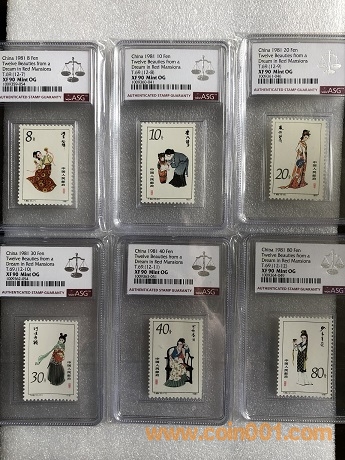 China 1981 8 Fen
Twelve Beauties from a
Dream in Red Mansions
T.69 (12-7)
XF 90 Mint OG
ASG
AUTHENTICATED STAMP GUARANTY
8分
China 1981 10 Fen
Twelve Beauties from a
Dream in Red Mansions
T.69 (12-8)
XF 90 Mint OG
ASG
AUTHENTICATED STAMP GUARANTY
10分
China 1981 20 Fen
Twelve Beauties from a
Dream in Red Mansions
T.69 (12-9)
XF 90 Mint OG
ASG
AUTHENTICATED STAMP GUARANTY
20分
China 1981 30 Fen
Twelve Beauties from a
Dream in Red Mansions
T.69 (12-10)
XF 90 Mint OG
ASG
AUTHENTICATED STAMP GUARANTY
30分
China 1981 40 Fen
Twelve Beauties from a
Dream in Red Mansions
T.69 (12-11)
XF 90 Mint OG
ASG
AUTHENTICATED STAMP GUARANTY
40分
China 1981 80 Fen
Twelve Beauties from a
Dream in Red Mansions
T.69 (12-12)
XF 90 Mint OG
ASG
AUTHENTICATED STAMP GUARANTY
80分
www.coin001.com